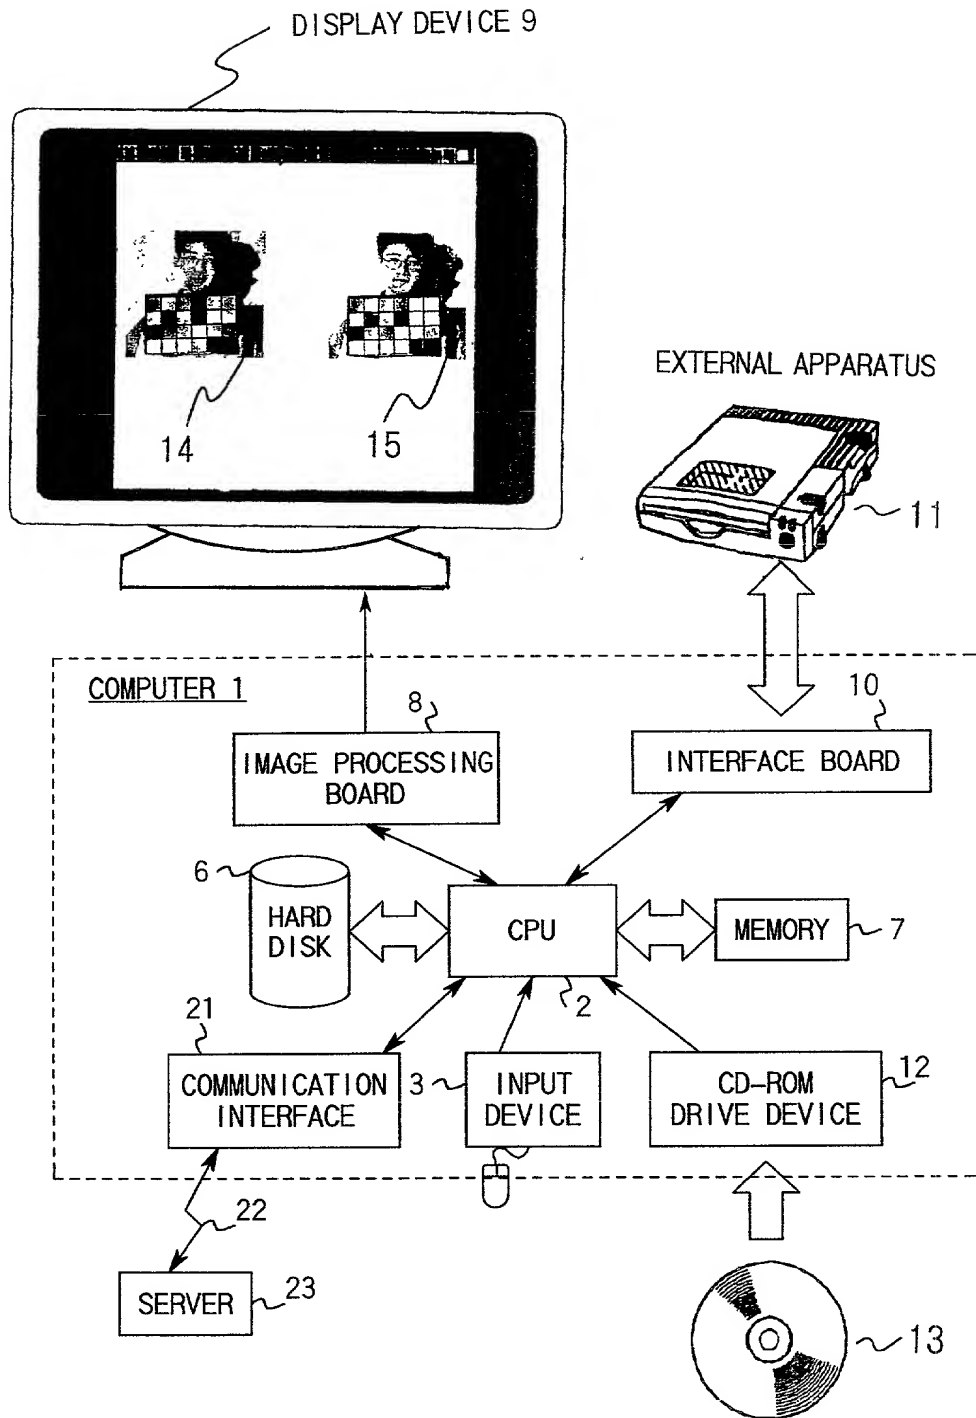 DISPLAY DEVICE 9
14
15
EXTERNAL APPARATUS
11
COMPUTER 1
8
IMAGE PROCESSING
BOARD
10
INTERFACE BOARD
6
HARD
DISK
CPU
2
MEMORY
7
21
COMMUNICATION
INTERFACE
3
INPUT
DEVICE
CD-ROM
DRIVE DEVICE
12
22
SERVER
23
13